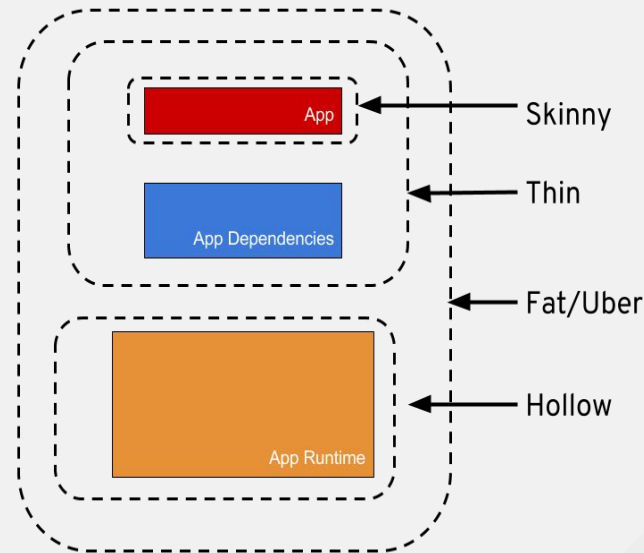 App
Skinny
Thin
App Dependencies
Fat/Uber
Hollow
App Runtime